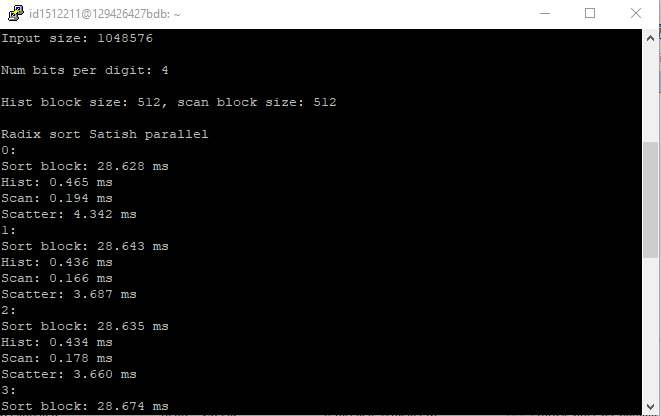 id1512211@129426427bdb: ~
Input size: 1048576
Num bits per digit: 4
Hist block size: 512, scan block size: 512
Radix sort Satish parallel
0:
Sort block: 28.628 ms
Hist: 0.465 ms
Scan: 0.194 ms
Scatter: 4.342 ms
1:
Sort block: 28.643 ms
Hist: 0.436 ms
Scan: 0.166 ms
Scatter: 3.687 ms
2:
Sort block: 28.635 ms
Hist: 0.434 ms
Scan: 0.178 ms
Scatter: 3.660 ms
3:
Sort block: 28.674 ms